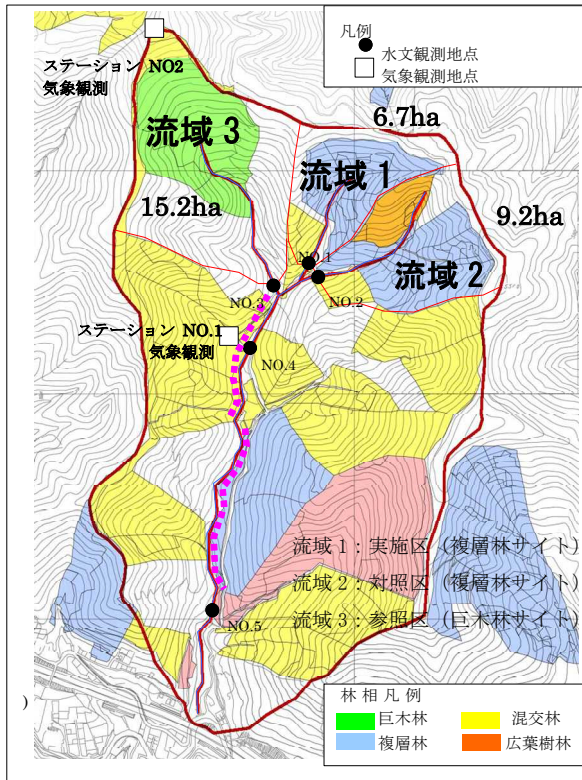 凡例
水文観測地点
気象観測地点
ステーション NO2
気象観測
6.7ha
流域 3
流域 1
15.2ha
9.2ha
流域 2
NO.1
NO.2
NO.3
ステーション NO.1
気象観測
NO.4
流域 1：実施区（複層林サイト）
流域 2：対照区（複層林サイト）
流域 3：参照区（巨木林サイト）
NO.5
)
林 相 凡 例
巨木林
混交林
複層林
広葉樹林